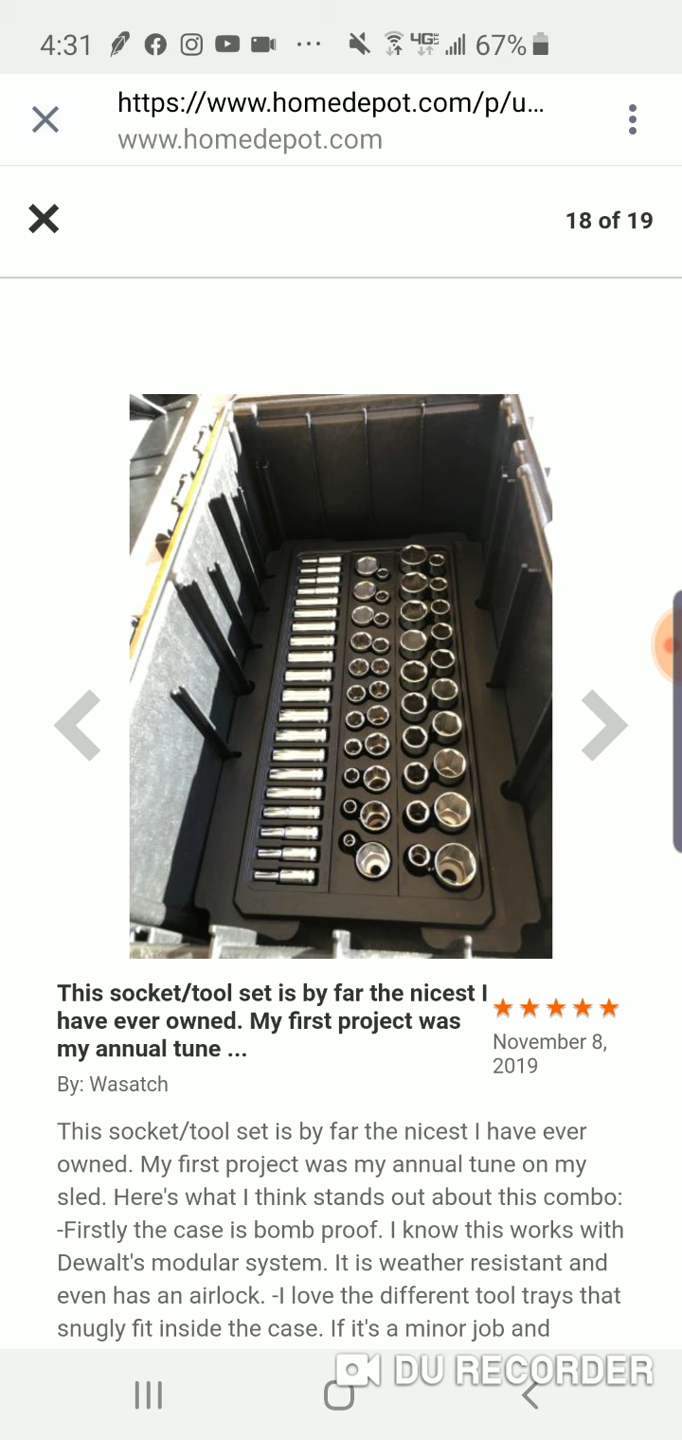 4:31 4GE 67%
https://www.homedepot.com/p/u...
www.homedepot.com
18 of 19
This socket/tool set is by far the nicest I
have ever owned. My first project was
my annual tune ...
November 8,
2019
By: Wasatch
This socket/tool set is by far the nicest I have ever
owned. My first project was my annual tune on my
sled. Here's what I think stands out about this combo:
-Firstly the case is bomb proof. I know this works with
Dewalt's modular system. It is weather resistant and
even has an airlock. -I love the different tool trays that
snugly fit inside the case. If it's a minor job and
DU RECORDER